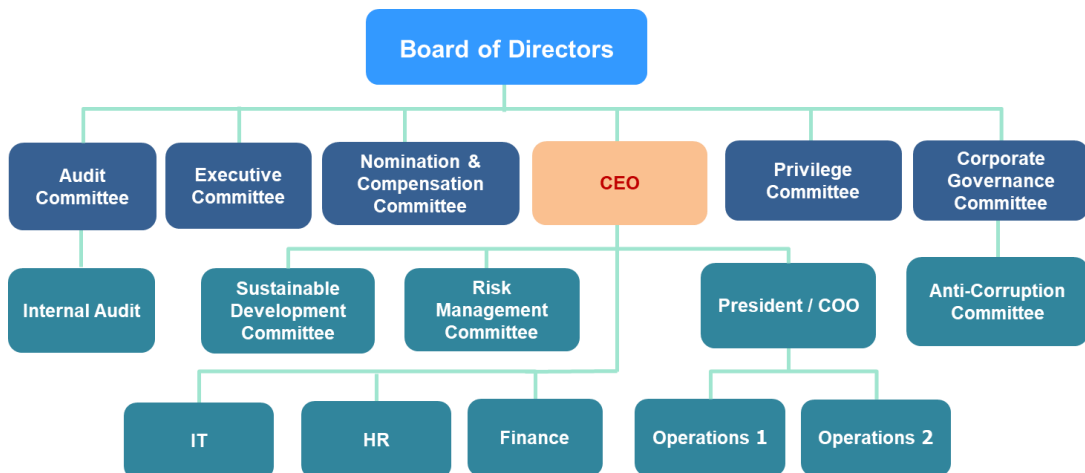 Board of Directors
Audit
Committee
Executive
Committee
Nomination &
Compensation
Committee
CEO
Privilege
Committee
Corporate
Governance
Committee
Internal Audit
Sustainable
Development
Committee
Risk
Management
Committee
President / COO
Anti-Corruption
Committee
IT
HR
Finance
Operations 1
Operations 2